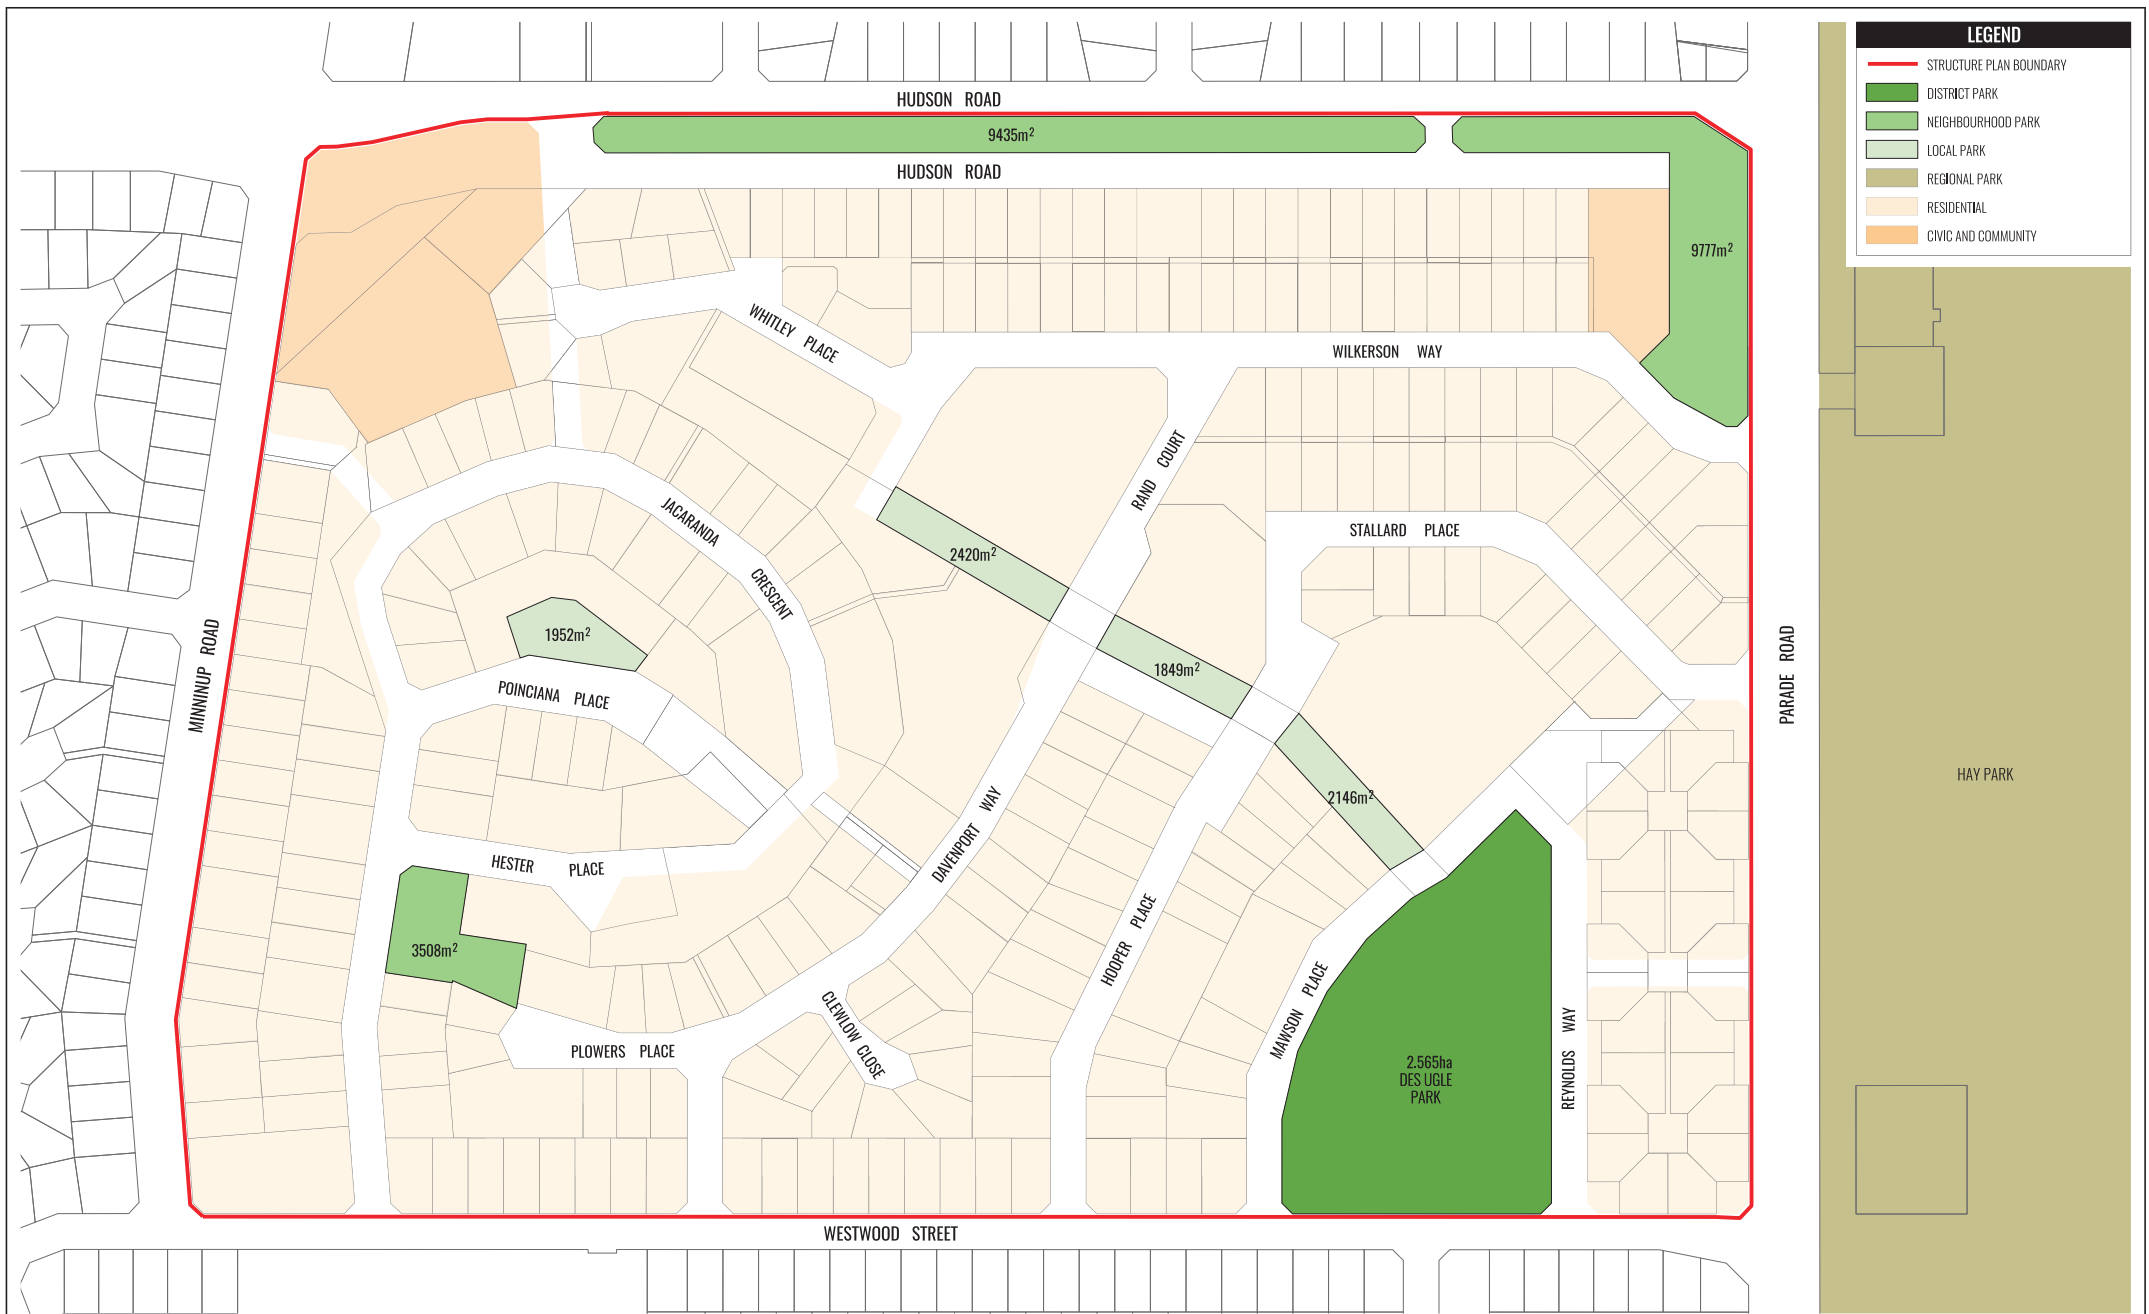 LEGEND
STRUCTURE PLAN BOUNDARY
DISTRICT PARK
NEIGHBOURHOOD PARK
LOCAL PARK
REGIONAL PARK
RESIDENTIAL
CIVIC AND COMMUNITY
HUDSON ROAD
9435m²
HUDSON ROAD
9777m²
WHITLEY PLACE
WILKERSON WAY
RAND COURT
JACARANDA
CRESCENT
STALLARD PLACE
2420m²
1952m²
MINNINUP ROAD
POINCIANA PLACE
1849m²
PARADE ROAD
HAY PARK
2146m²
DAVENPORT WAY
HESTER PLACE
3508m²
HOOPER PLACE
CLEWLOW CLOSE
MAWSON PLACE
PLOWERS PLACE
2.565ha
DES UGLE
PARK
REYNOLDS WAY
WESTWOOD STREET